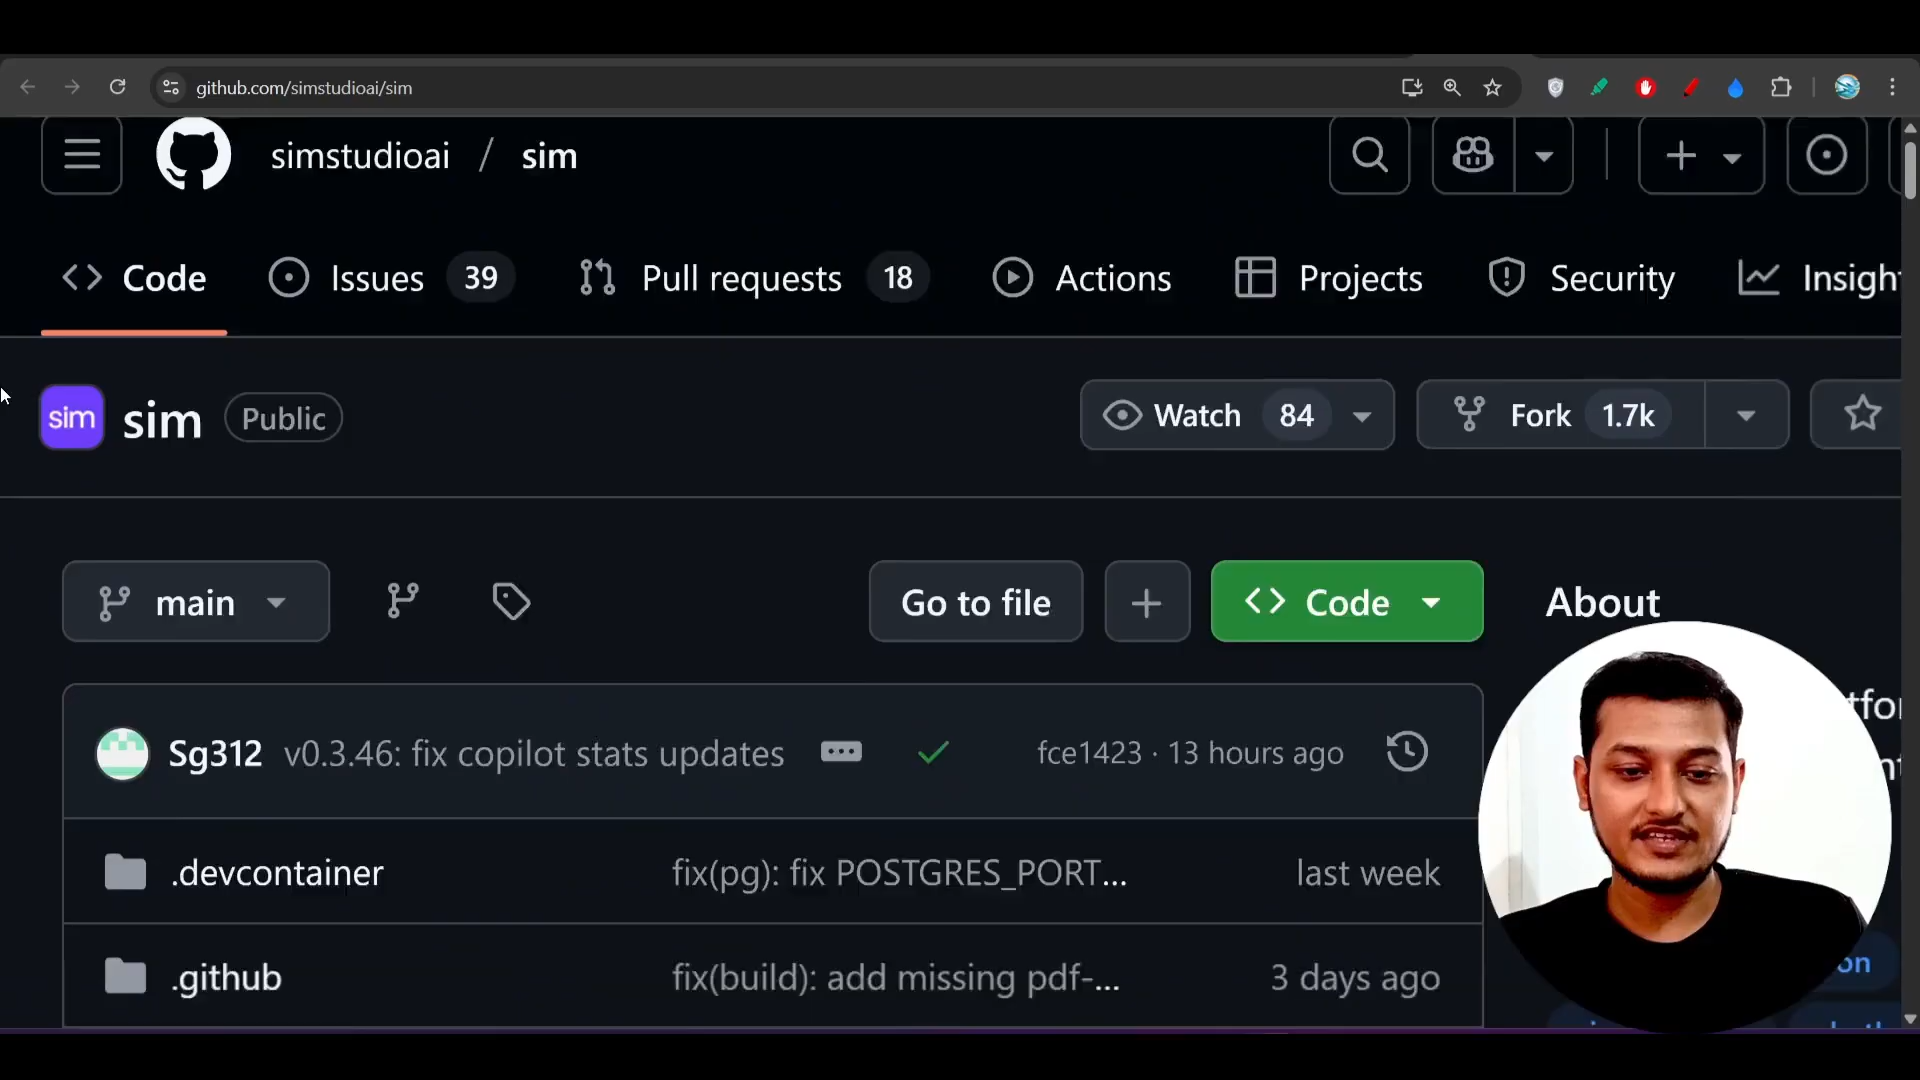 github.com/simstudioai/sim
simstudioai / sim
Code
Issues 39
Pull requests 18
Actions
Projects
Security
Insigh
sim
sim
Public
Watch 84
Fork 1.7k
main
Go to file
Code
About
Sg312 v0.3.46: fix copilot stats updates
fce1423 · 13 hours ago
.devcontainer fix(pg): fix POSTGRES_PORT... last week
.github fix(build): add missing pdf-... 3 days ago
on